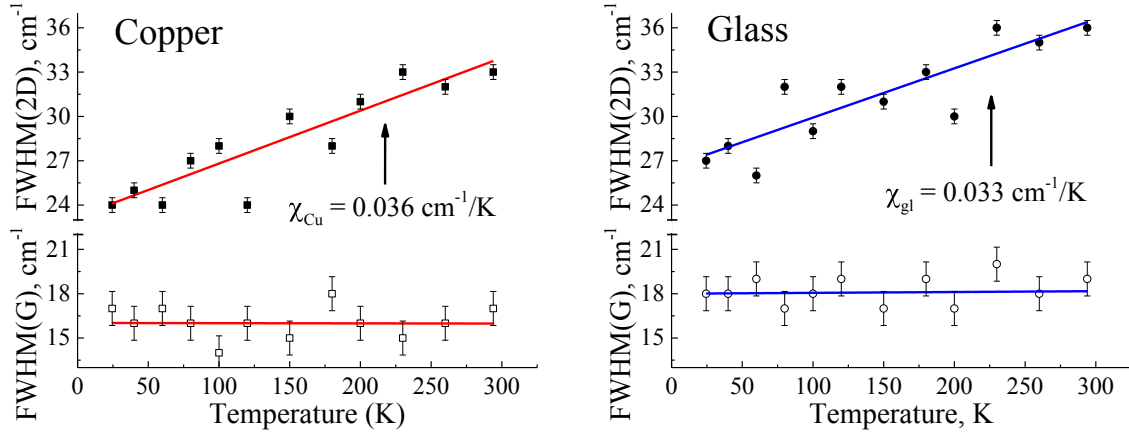 Copper
FWHM(2D), cm⁻¹
36
33
30
27
24
χCu = 0.036 cm⁻¹/K
FWHM(G), cm⁻¹
21
18
15
0 50 100 150 200 250 300
Temperature (K)
Glass
FWHM(2D), cm⁻¹
36
33
30
27
24
χgl = 0.033 cm⁻¹/K
FWHM(G), cm⁻¹
21
18
15
0 50 100 150 200 250 300
Temperature, K